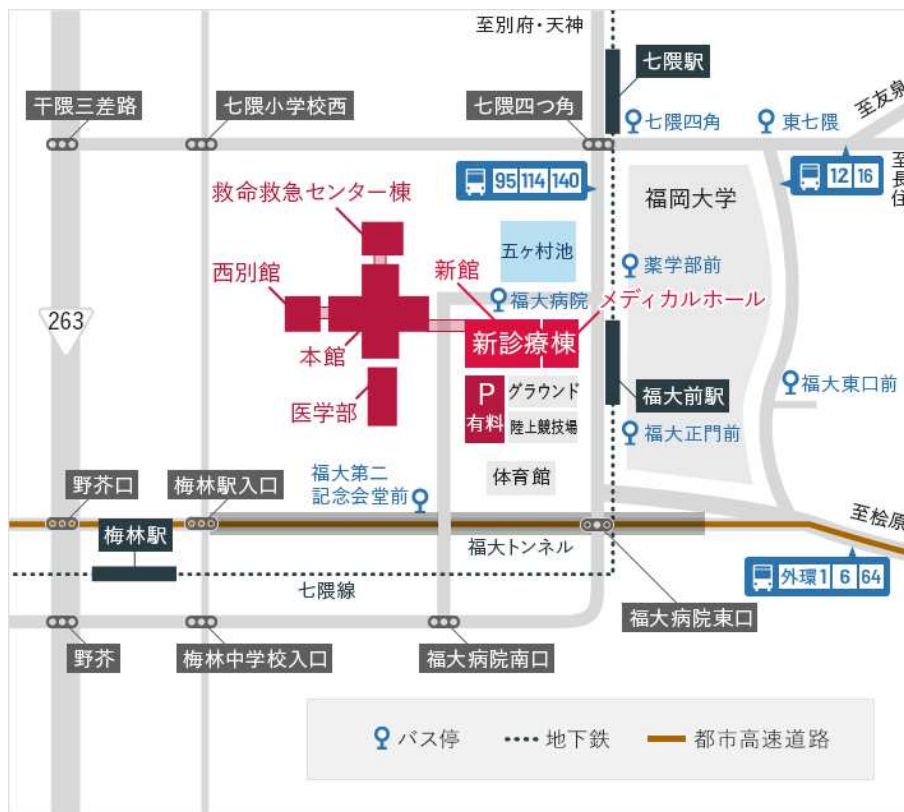 至別府・天神
七隈駅
至友泉
干隈三差路
七隈小学校西
七隈四つ角
七隈四角
東七隈
95 114 140
12 16
至長住
救命救急センター棟
福岡大学
五ヶ村池
西別館
新館
薬学部前
福大病院
メディカルホール
263
本館
新診療棟
医学部
P
有料
グラウンド
福大前駅
福大東口前
陸上競技場
福大正門前
体育館
福大第二
記念会堂前
野芥口
梅林駅入口
至桧原
梅林駅
福大トンネル
外環1 6 64
七隈線
福大病院東口
野芥
梅林中学校入口
福大病院南口
バス停
地下鉄
都市高速道路